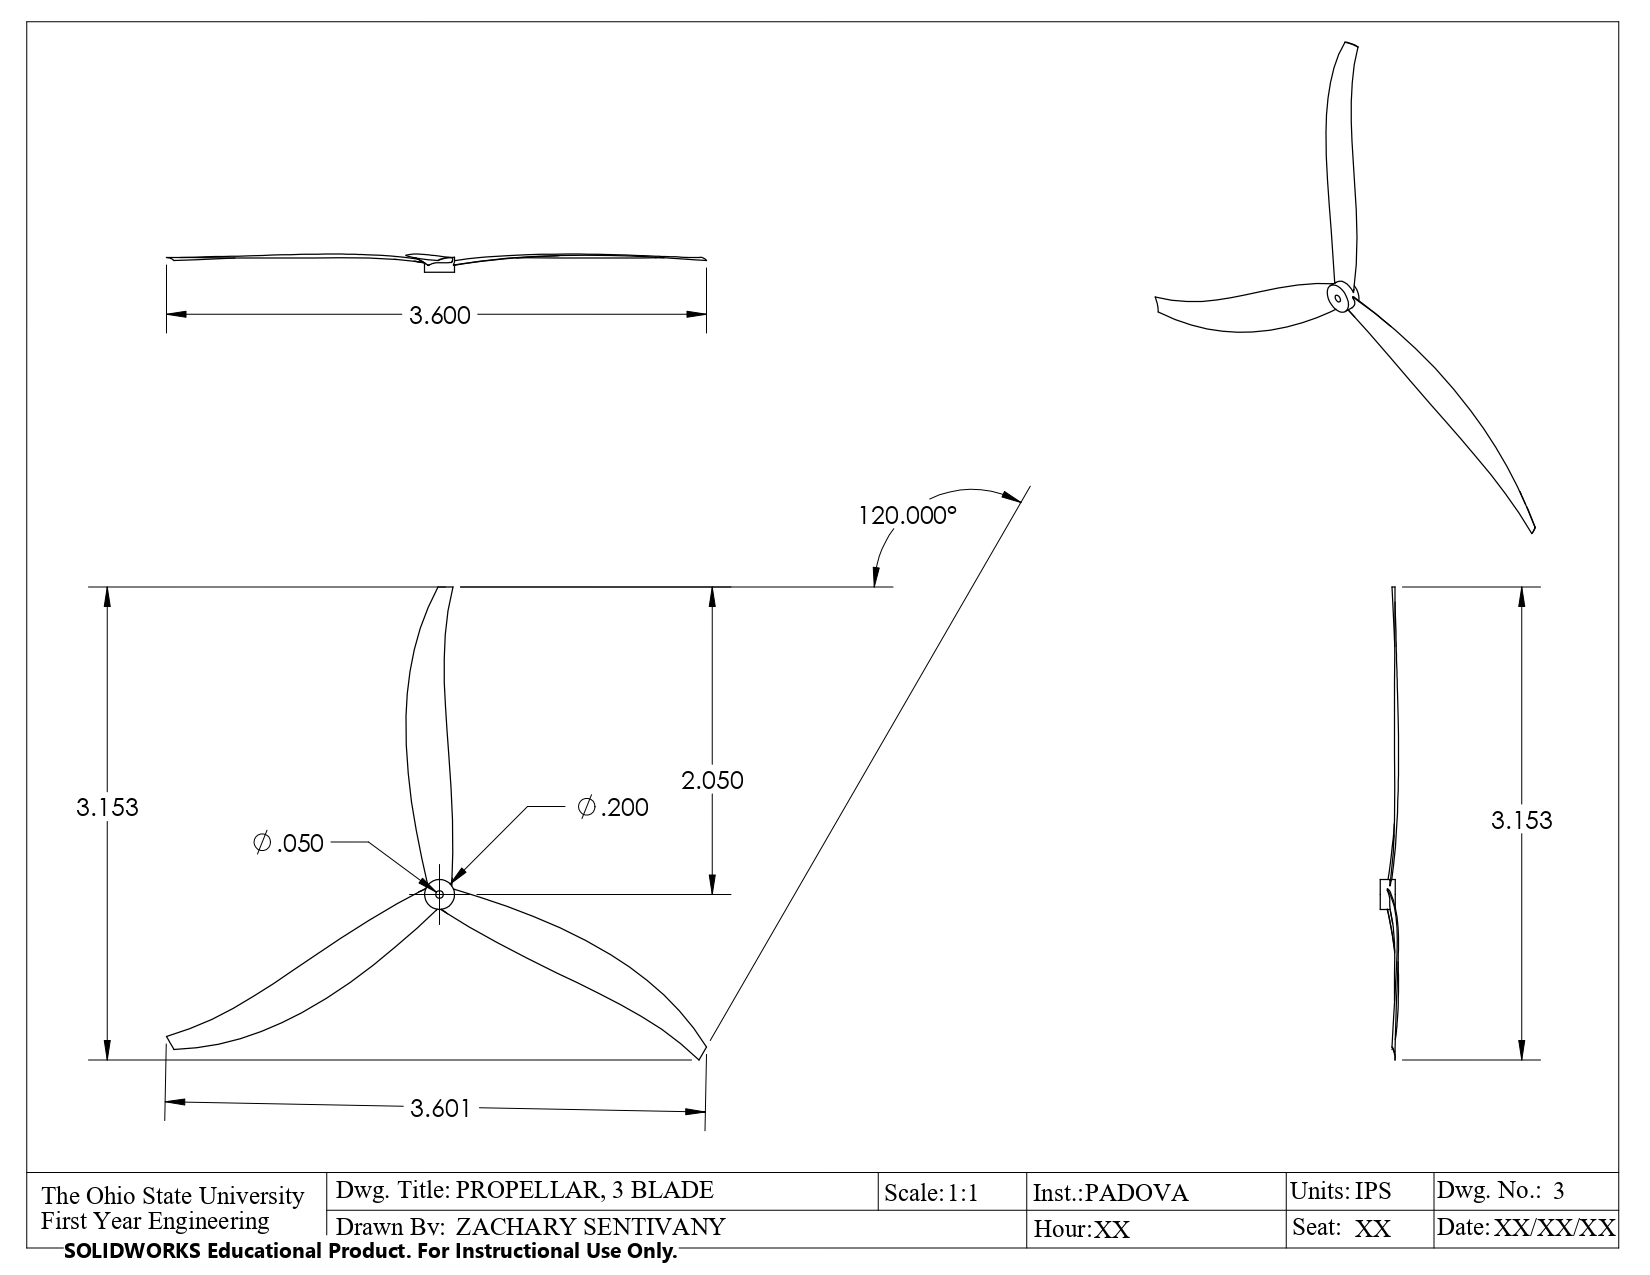 3.600
120.000°
2.050
3.153
∅.200
∅.050
3.153
3.601
The Ohio State University
First Year Engineering
Dwg. Title: PROPELLAR, 3 BLADE
Scale: 1:1
Inst.: PADOVA
Units: IPS
Dwg. No.: 3
Drawn By: ZACHARY SENTIVANY
Hour: XX
Seat: XX
Date: XX/XX/XX
SOLIDWORKS Educational Product. For Instructional Use Only.